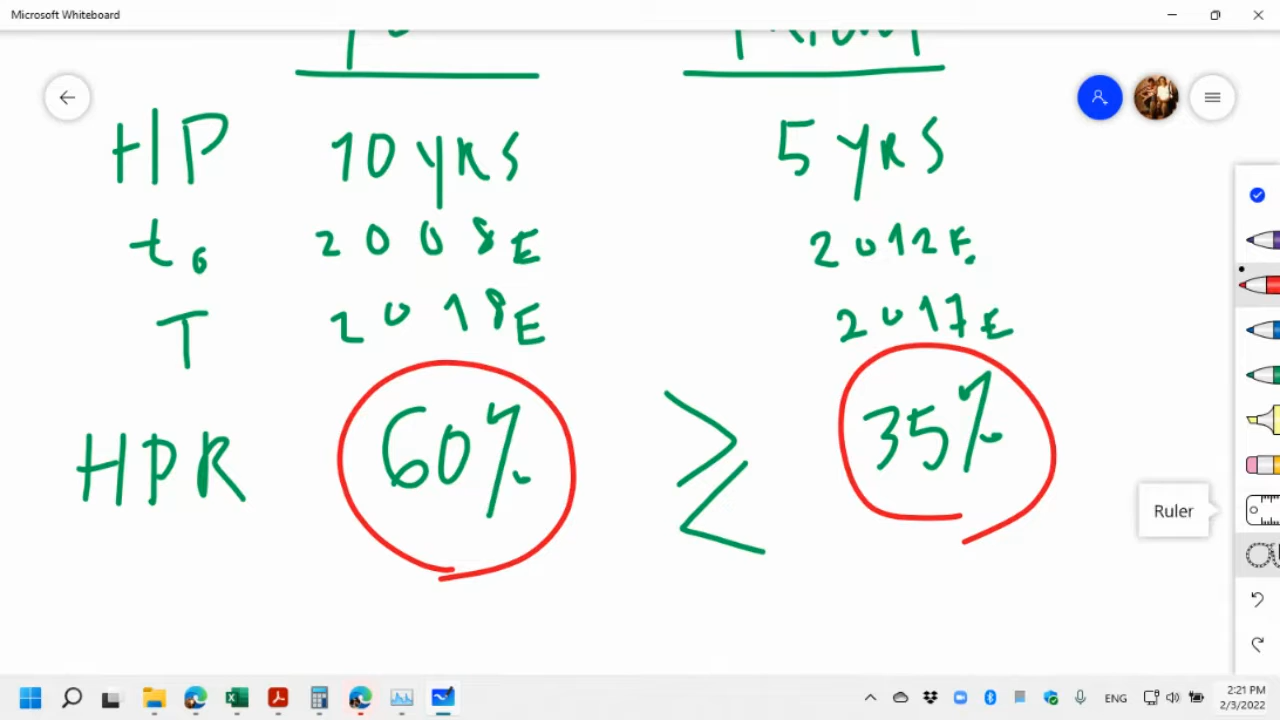 Microsoft Whiteboard
HP 10 yrs 5 yrs
t₀ 2008E 2012E
T 2018E 2017E
HPR 60% > < 35%
Ruler
ENG
2:21 PM
2/3/2022